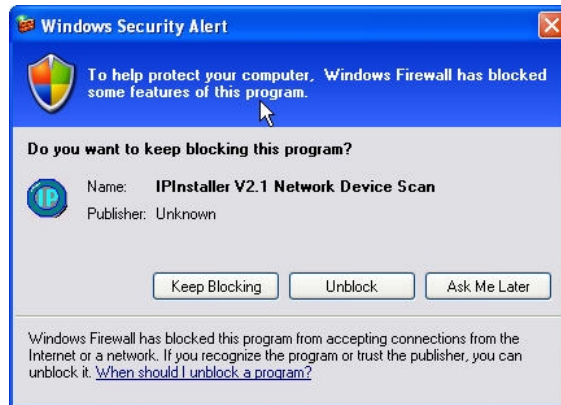 Windows Security Alert
To help protect your computer, Windows Firewall has blocked
some features of this program.
Do you want to keep blocking this program?
IP
Name: IPInstaller V2.1 Network Device Scan
Publisher: Unknown
Keep Blocking Unblock Ask Me Later
Windows Firewall has blocked this program from accepting connections from the
Internet or a network. If you recognize the program or trust the publisher, you can
unblock it. When should I unblock a program?